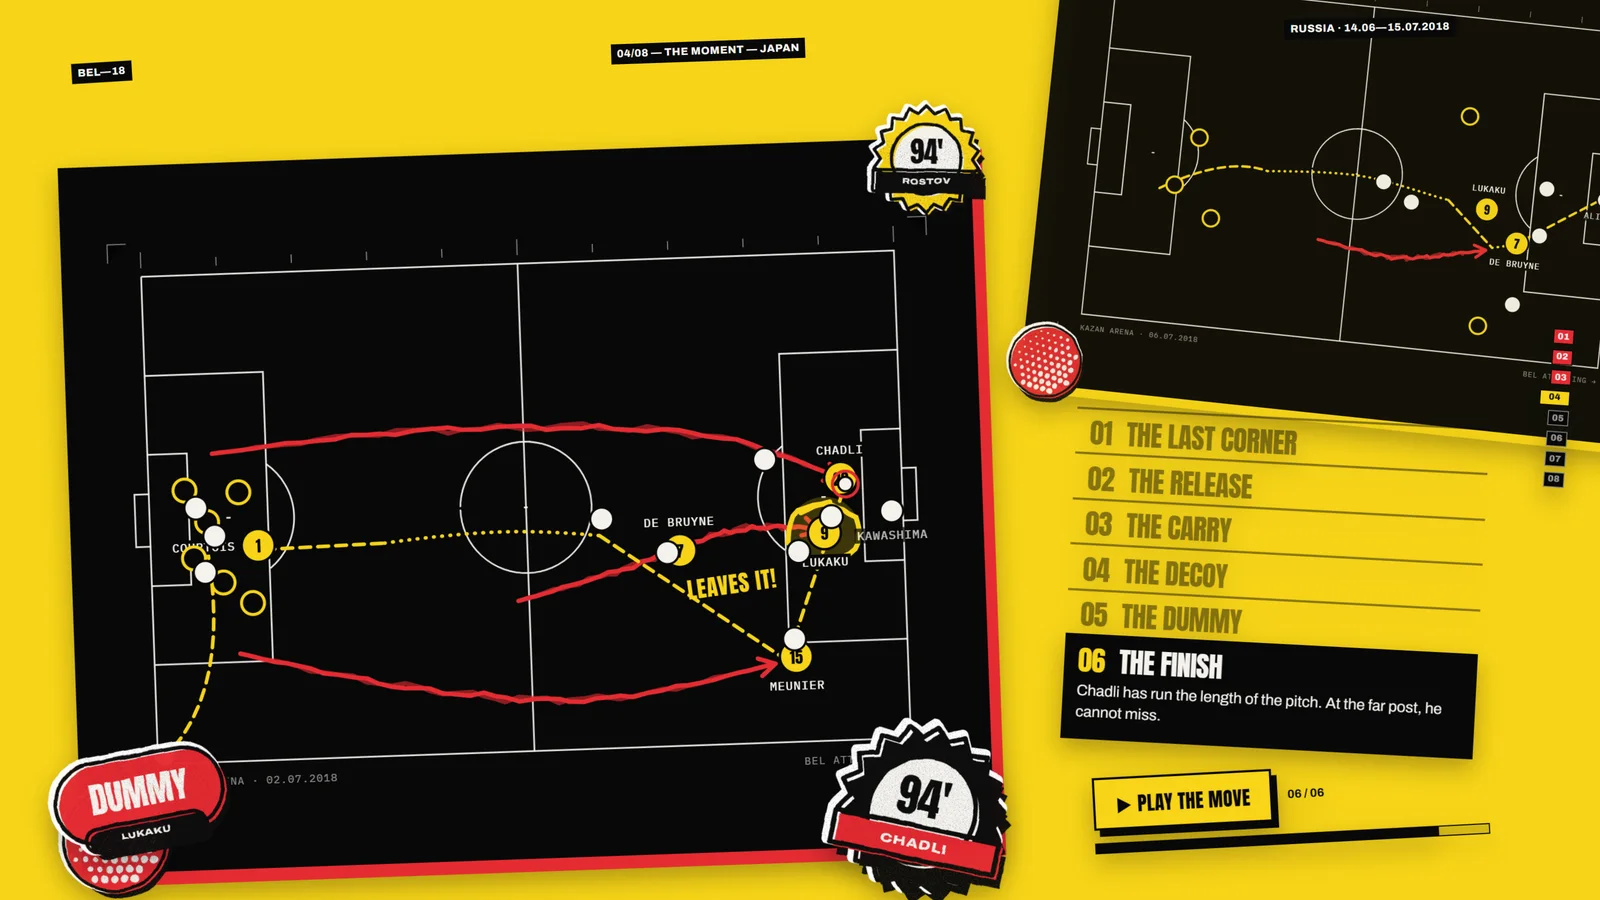 BEL—18
04/08 — THE MOMENT — JAPAN
RUSSIA · 14.06—15.07.2018
94'
ROSTOV
LUKAKU
9
7
DE BRUYNE
KAZAN ARENA · 06.07.2018
01
02
03
04
05
06
07
08
CHADLI
DE BRUYNE
KAWASHIMA
1
9
LUKAKU
LEAVES IT!
15
MEUNIER
02.07.2018
DUMMY
LUKAKU
94'
CHADLI
01 THE LAST CORNER
02 THE RELEASE
03 THE CARRY
04 THE DECOY
05 THE DUMMY
06 THE FINISH
Chadli has run the length of the pitch. At the far post, he
cannot miss.
PLAY THE MOVE
06 / 06